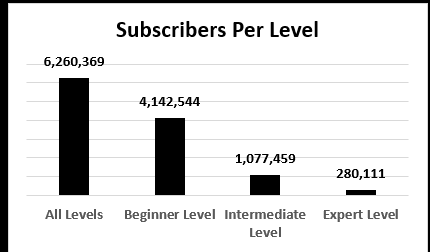 Subscribers Per Level
6,260,369
4,142,544
1,077,459
280,111
All Levels
Beginner Level
Intermediate
Level
Expert Level